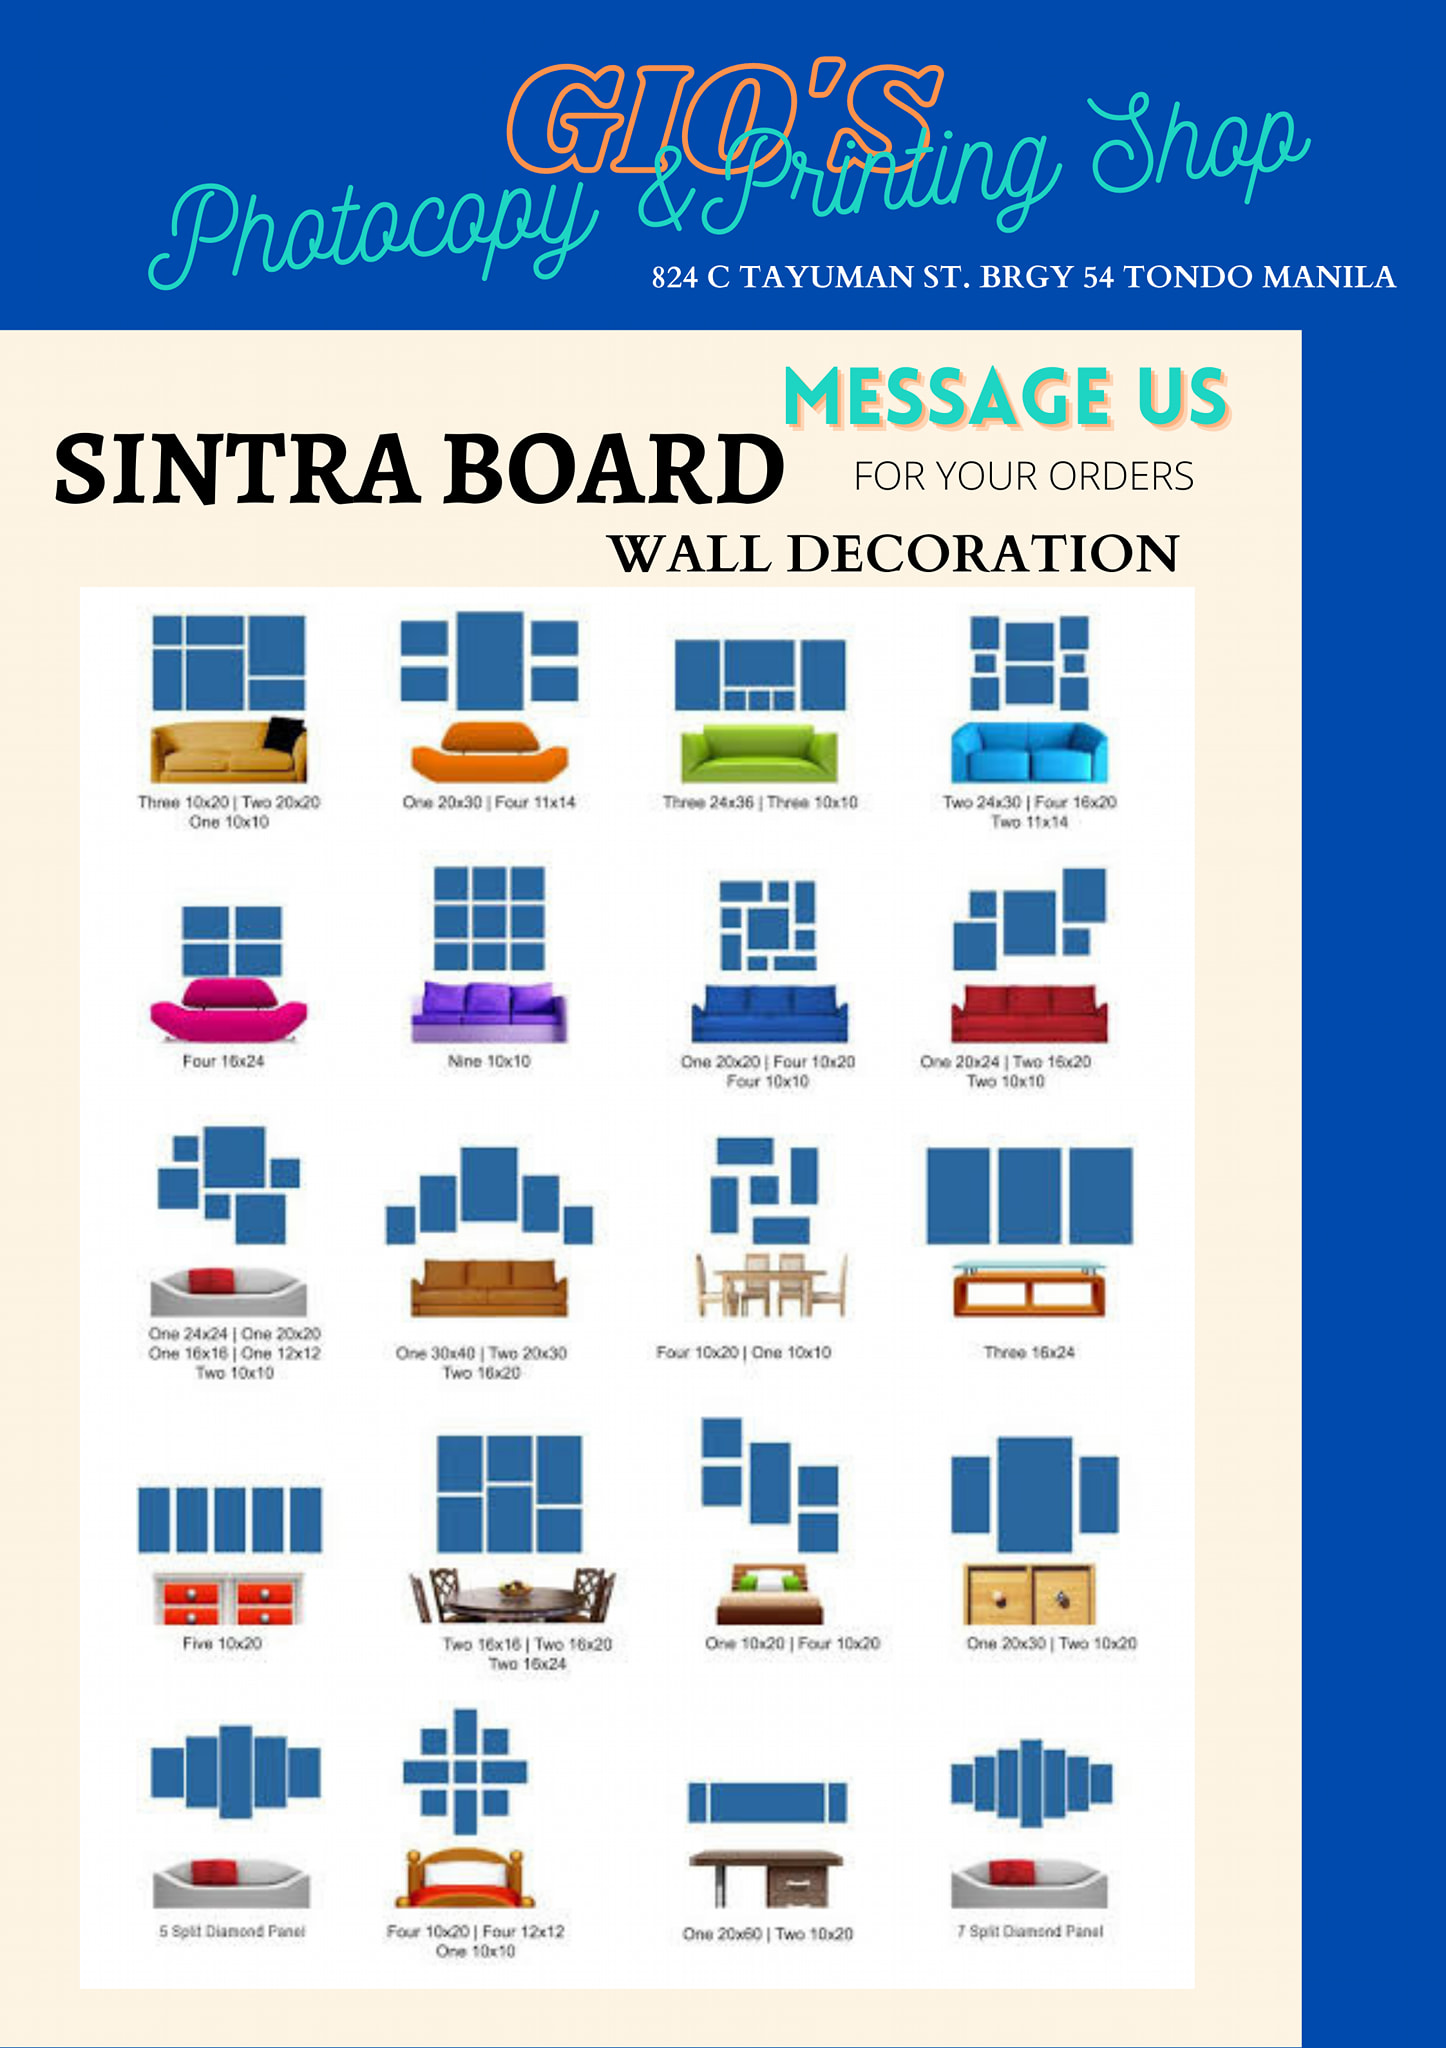 GIO'S
Photocopy & Printing Shop
824 C TAYUMAN ST. BRGY 54 TONDO MANILA
MESSAGE US
FOR YOUR ORDERS
SINTRA BOARD
WALL DECORATION
Three 10x20 | Two 20x20
One 10x10
One 20x30 | Four 11x14
Three 24x36 | Three 10x10
Two 24x30 | Four 16x20
Two 11x14
Four 16x24
Nine 10x10
One 20x20 | Four 10x20
Four 10x10
One 20x24 | Two 16x20
Two 10x10
One 24x24 | One 20x20
One 16x16 | One 12x12
Two 10x10
One 30x40 | Two 20x30
Two 16x20
Four 10x20 | One 10x10
Three 16x24
Five 10x20
Two 16x16 | Two 16x20
Two 16x24
One 10x20 | Four 10x20
One 20x30 | Two 10x20
5 Split Diamond Panel
Four 10x20 | Four 12x12
One 10x10
One 20x60 | Two 10x20
7 Split Diamond Panel